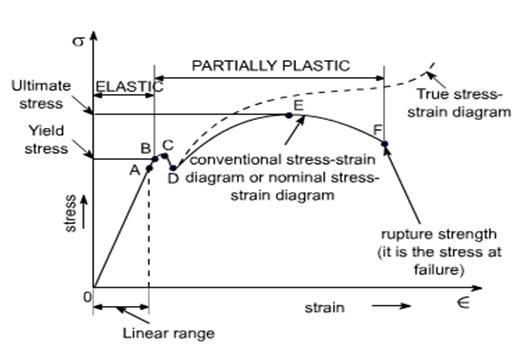 σ
PARTIALLY PLASTIC
ELASTIC
Ultimate
stress
True stress-
strain diagram
E
Yield
stress
B
C
F
A
D
conventional stress-strain
diagram or nominal stress-
strain diagram
stress
rupture strength
(it is the stress at
failure)
0
strain
∈
Linear range